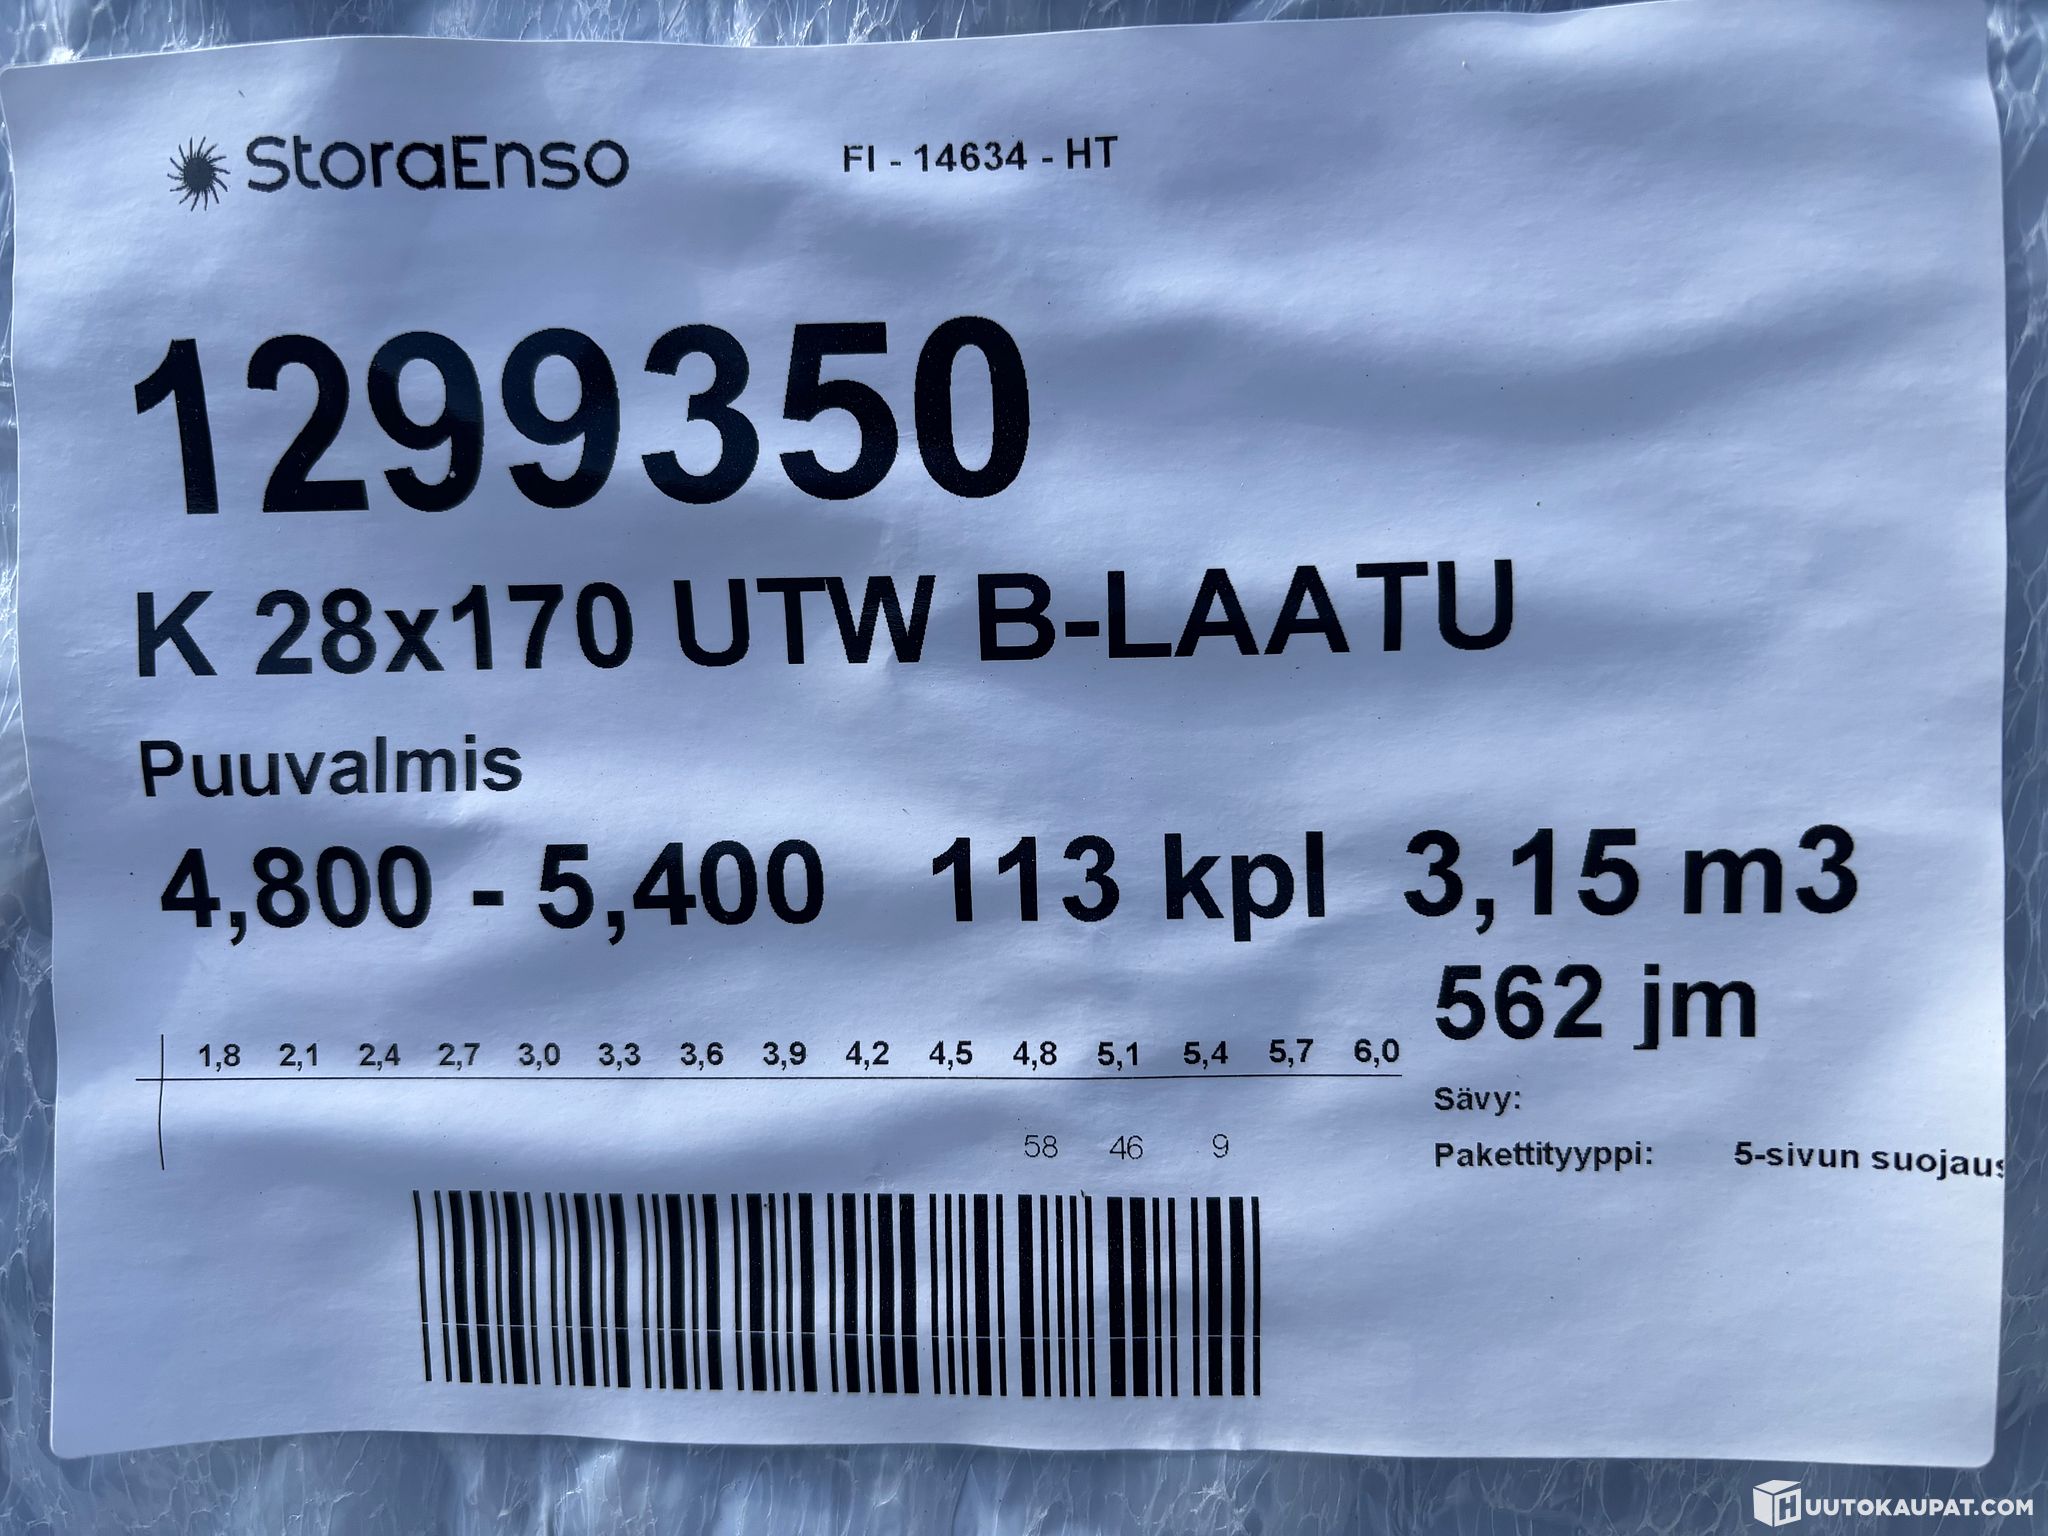 StoraEnso FI - 14634 - HT
1299350
K 28x170 UTW B-LAATU
Puuvalmis
4,800 - 5,400 113 kpl 3,15 m3
562 jm
1,8 2,1 2,4 2,7 3,0 3,3 3,6 3,9 4,2 4,5 4,8 5,1 5,4 5,7 6,0
Sävy:
58 46 9
Pakettityyppi: 5-sivun suojaus
HUUTOKAUPAT.COM